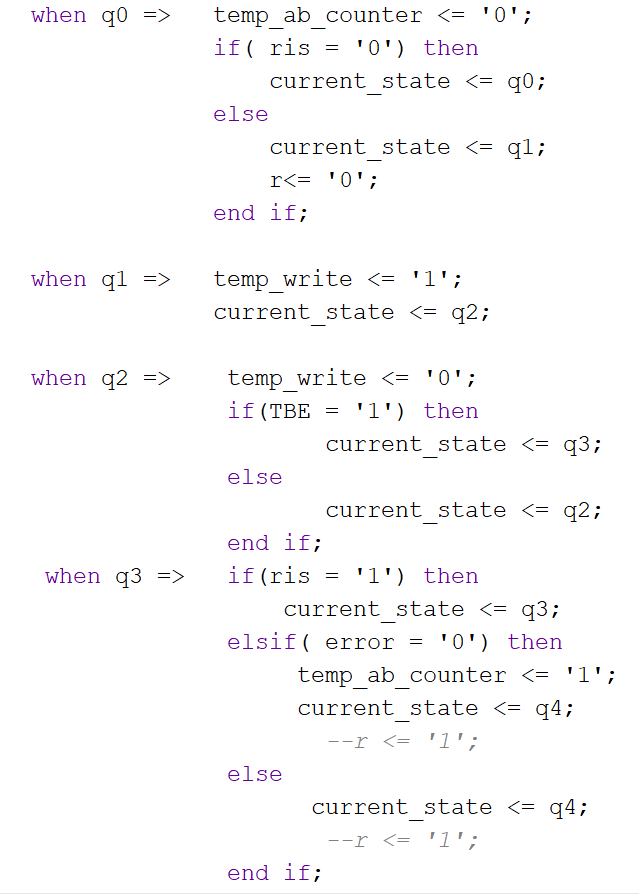 when q0 =>   temp_ab_counter <= '0';
             if( ris = '0') then
                 current_state <= q0;
             else
                 current_state <= q1;
                 r<= '0';
             end if;

when q1 =>   temp_write <= '1';
             current_state <= q2;

when q2 =>    temp_write <= '0';
              if(TBE = '1') then
                     current_state <= q3;
              else
                     current_state <= q2;
              end if;
 when q3 =>   if(ris = '1') then
                  current_state <= q3;
              elsif( error = '0') then
                   temp_ab_counter <= '1';
                   current_state <= q4;
                     --r <= '1';
              else
                    current_state <= q4;
                     --r <= '1';
              end if;